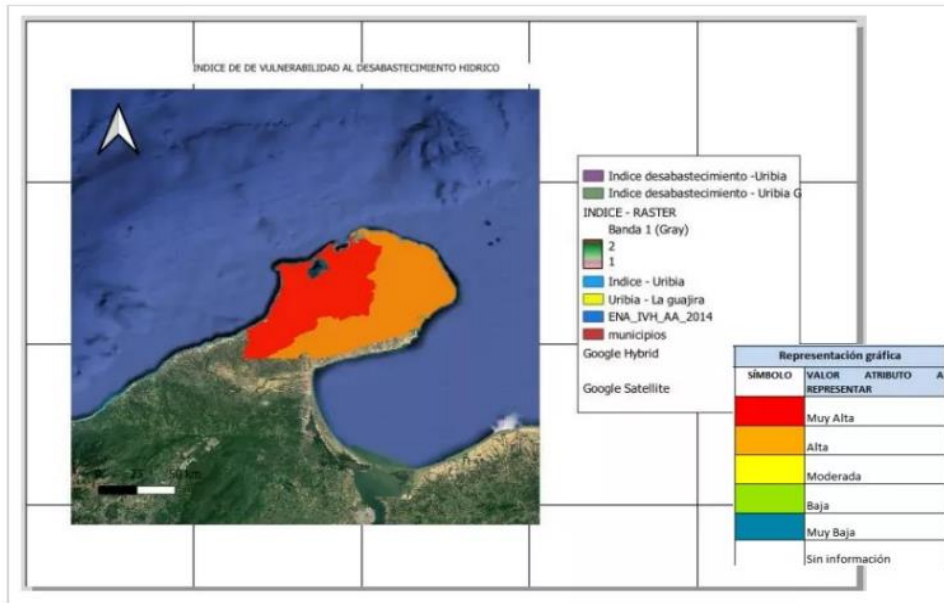 INDICE DE DE VULNERABILIDAD AL DESABASTECIMIENTO HIDRICO
Indice desabastecimiento -Uribia
Indice desabastecimiento - Uribia G
INDICE - RASTER
Banda 1 (Gray)
2
1
Indice - Uribia
Uribia - La guajira
ENA_IVH_AA_2014
municipios
Google Hybrid
Google Satellite
Representación gráfica
SÍMBOLO VALOR ATRIBUTO A
REPRESENTAR
Muy Alta
Alta
Moderada
Baja
Muy Baja
Sin información